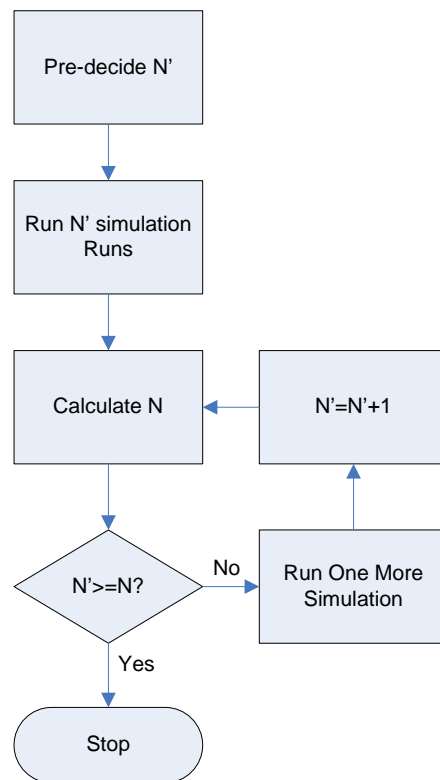 Pre-decide N’
Run N’ simulation
Runs
Calculate N
N’=N’+1
N’>=N?
No
Run One More
Simulation
Yes
Stop